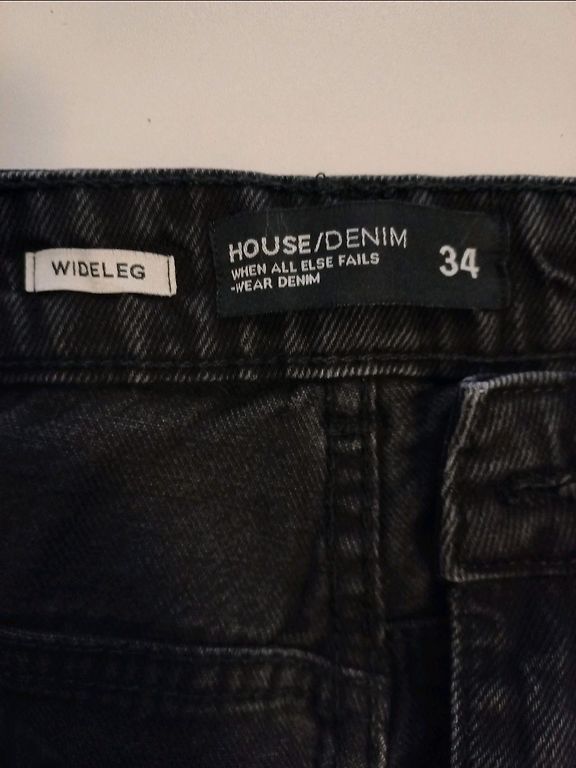 WIDELEG
HOUSE/DENIM
WHEN ALL ELSE FAILS
-WEAR DENIM
34